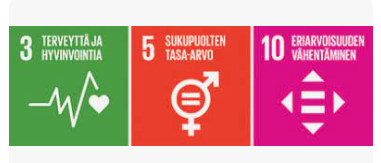 3 TERVEYTTÄ JA
HYVINVOINTIA
5 SUKUPUOLTEN
TASA-ARVO
10 ERIARVOISUUDEN
VÄHENTÄMINEN